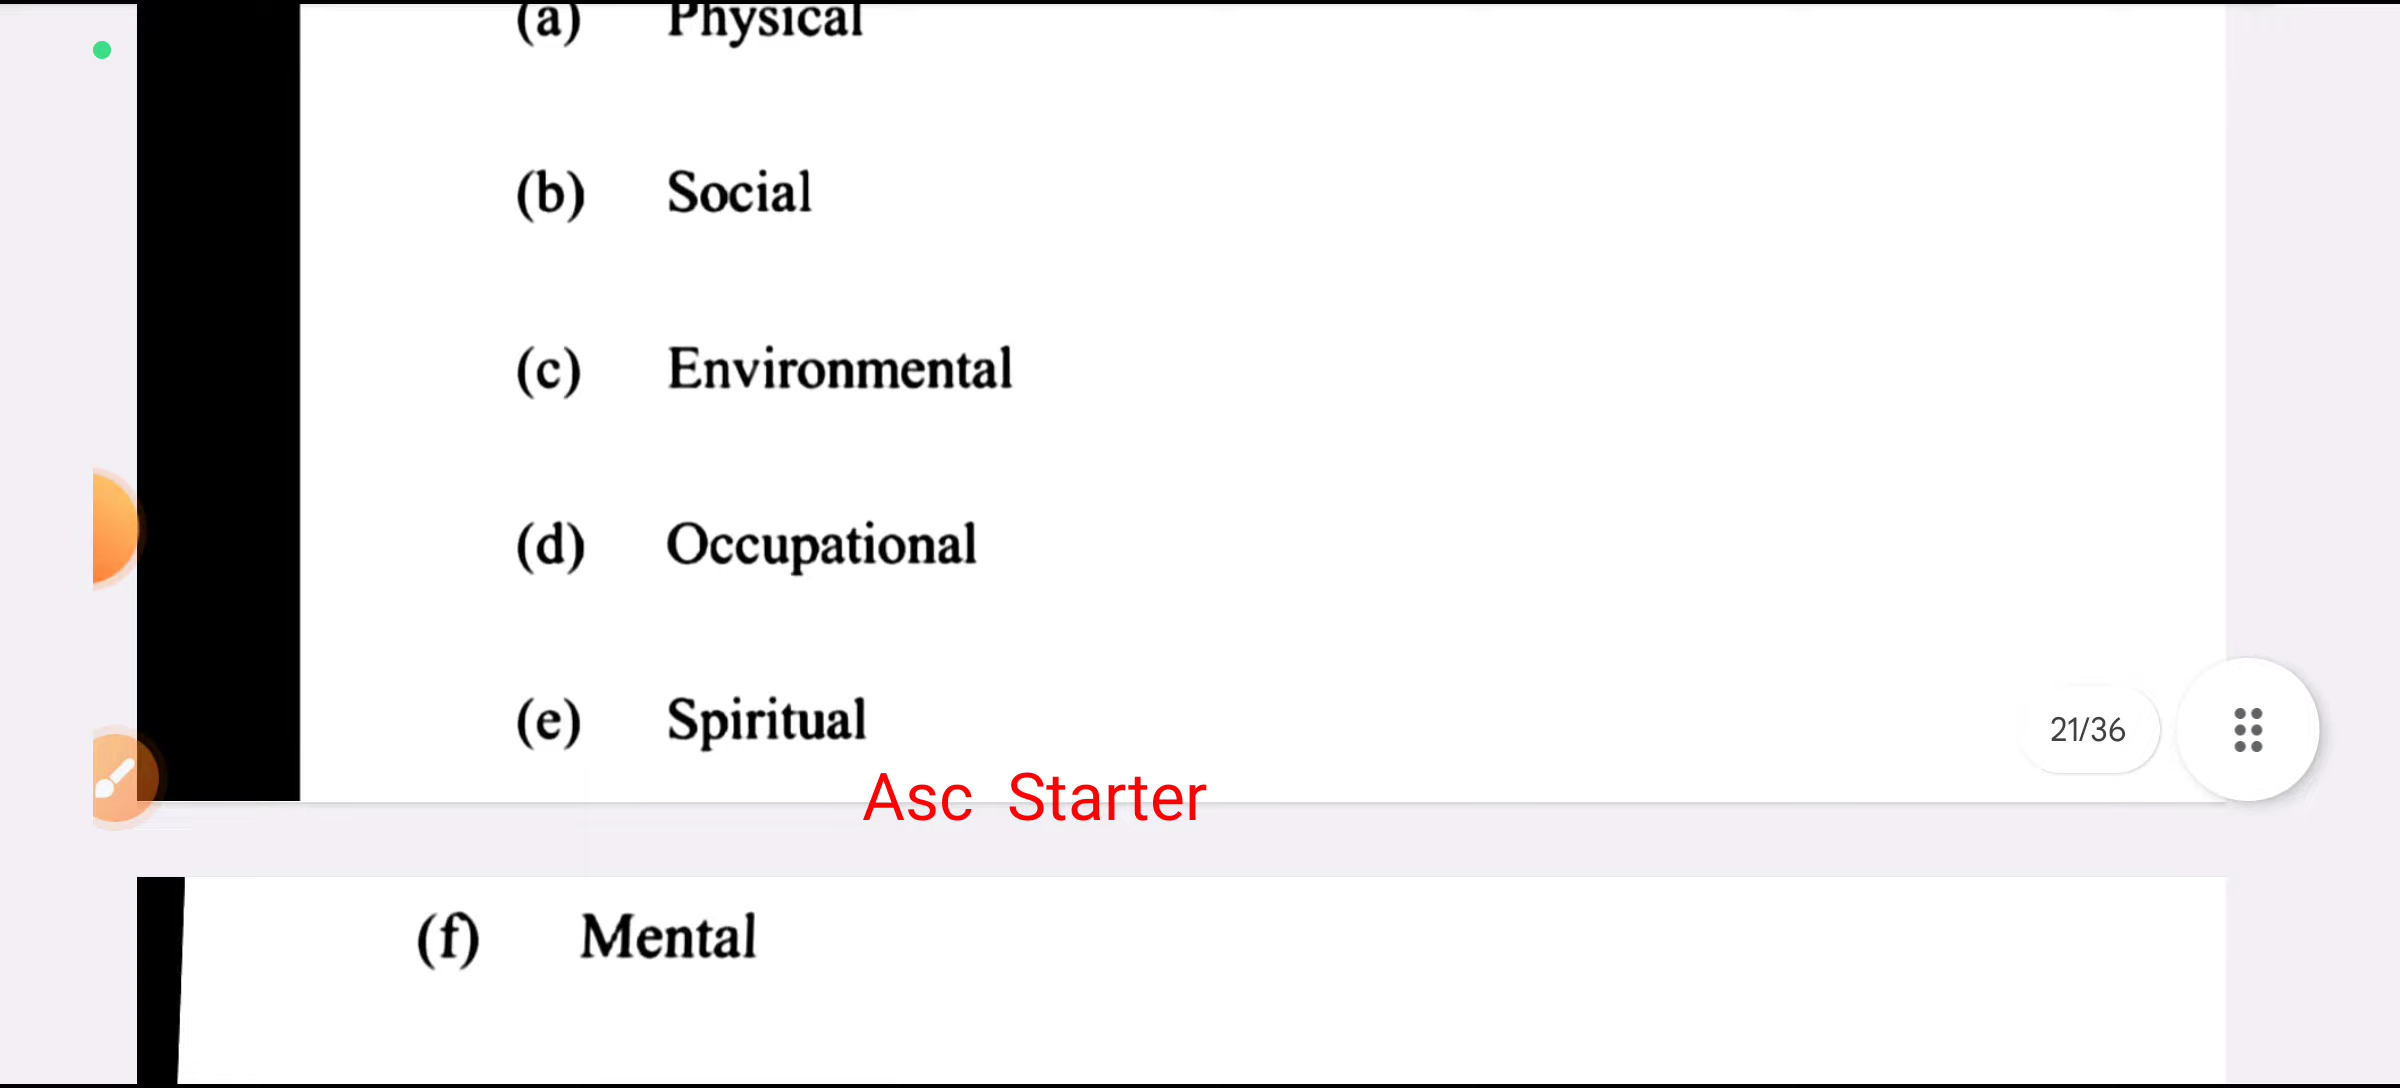 (a) Physical
(b) Social
(c) Environmental
(d) Occupational
(e) Spiritual
21/36
Asc Starter
(f) Mental